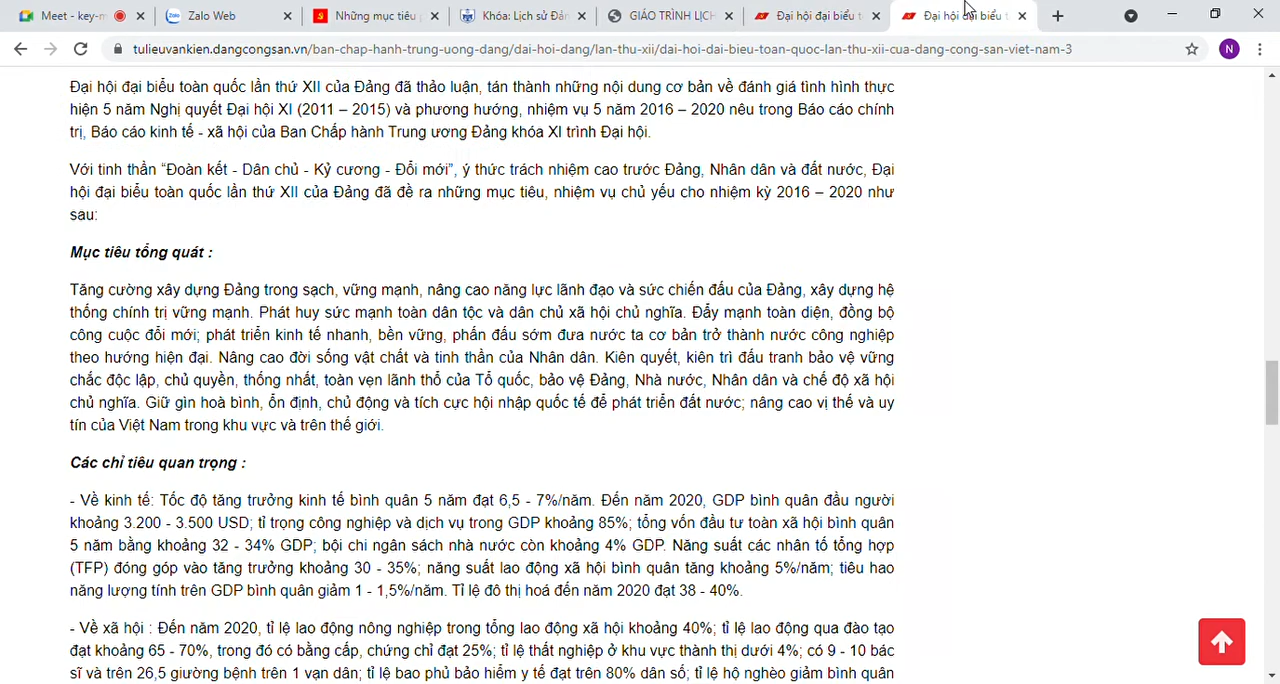 Meet - key-m
Zalo Web
Những mục tiêu p
Khóa: Lịch sử Đản
GIÁO TRÌNH LỊCH
Đại hội đại biểu t
Đại hội đại biểu t
tulieuvankien.dangcongsan.vn/ban-chap-hanh-trung-uong-dang/dai-hoi-dang/lan-thu-xii/dai-hoi-dai-bieu-toan-quoc-lan-thu-xii-cua-dang-cong-san-viet-nam-3
N
Đại hội đại biểu toàn quốc lần thứ XII của Đảng đã thảo luận, tán thành những nội dung cơ bản về đánh giá tình hình thực
hiện 5 năm Nghị quyết Đại hội XI (2011 – 2015) và phương hướng, nhiệm vụ 5 năm 2016 – 2020 nêu trong Báo cáo chính
trị, Báo cáo kinh tế - xã hội của Ban Chấp hành Trung ương Đảng khóa XI trình Đại hội.
Với tinh thần “Đoàn kết - Dân chủ - Kỷ cương - Đổi mới”, ý thức trách nhiệm cao trước Đảng, Nhân dân và đất nước, Đại
hội đại biểu toàn quốc lần thứ XII của Đảng đã đề ra những mục tiêu, nhiệm vụ chủ yếu cho nhiệm kỳ 2016 – 2020 như
sau:
Mục tiêu tổng quát :
Tăng cường xây dựng Đảng trong sạch, vững mạnh, nâng cao năng lực lãnh đạo và sức chiến đấu của Đảng, xây dựng hệ
thống chính trị vững mạnh. Phát huy sức mạnh toàn dân tộc và dân chủ xã hội chủ nghĩa. Đẩy mạnh toàn diện, đồng bộ
công cuộc đổi mới; phát triển kinh tế nhanh, bền vững, phấn đấu sớm đưa nước ta cơ bản trở thành nước công nghiệp
theo hướng hiện đại. Nâng cao đời sống vật chất và tinh thần của Nhân dân. Kiên quyết, kiên trì đấu tranh bảo vệ vững
chắc độc lập, chủ quyền, thống nhất, toàn vẹn lãnh thổ của Tổ quốc, bảo vệ Đảng, Nhà nước, Nhân dân và chế độ xã hội
chủ nghĩa. Giữ gìn hoà bình, ổn định, chủ động và tích cực hội nhập quốc tế để phát triển đất nước; nâng cao vị thế và uy
tín của Việt Nam trong khu vực và trên thế giới.
Các chỉ tiêu quan trọng :
- Về kinh tế: Tốc độ tăng trưởng kinh tế bình quân 5 năm đạt 6,5 - 7%/năm. Đến năm 2020, GDP bình quân đầu người
khoảng 3.200 - 3.500 USD; tỉ trọng công nghiệp và dịch vụ trong GDP khoảng 85%; tổng vốn đầu tư toàn xã hội bình quân
5 năm bằng khoảng 32 - 34% GDP; bội chi ngân sách nhà nước còn khoảng 4% GDP. Năng suất các nhân tố tổng hợp
(TFP) đóng góp vào tăng trưởng khoảng 30 - 35%; năng suất lao động xã hội bình quân tăng khoảng 5%/năm; tiêu hao
năng lượng tính trên GDP bình quân giảm 1 - 1,5%/năm. Tỉ lệ đô thị hoá đến năm 2020 đạt 38 - 40%.
- Về xã hội : Đến năm 2020, tỉ lệ lao động nông nghiệp trong tổng lao động xã hội khoảng 40%; tỉ lệ lao động qua đào tạo
đạt khoảng 65 - 70%, trong đó có bằng cấp, chứng chỉ đạt 25%; tỉ lệ thất nghiệp ở khu vực thành thị dưới 4%; có 9 - 10 bác
sĩ và trên 26,5 giường bệnh trên 1 vạn dân; tỉ lệ bao phủ bảo hiểm y tế đạt trên 80% dân số; tỉ lệ hộ nghèo giảm bình quân